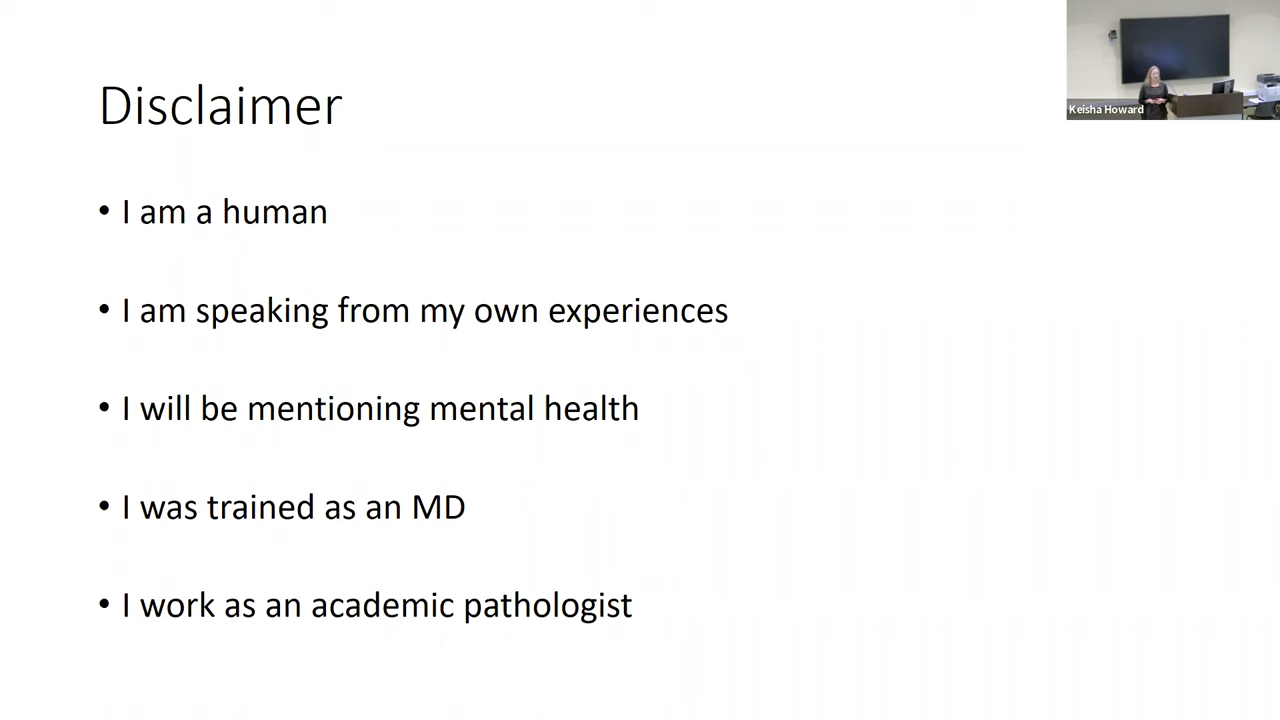 Disclaimer
Keisha Howard
• I am a human
• I am speaking from my own experiences
• I will be mentioning mental health
• I was trained as an MD
• I work as an academic pathologist